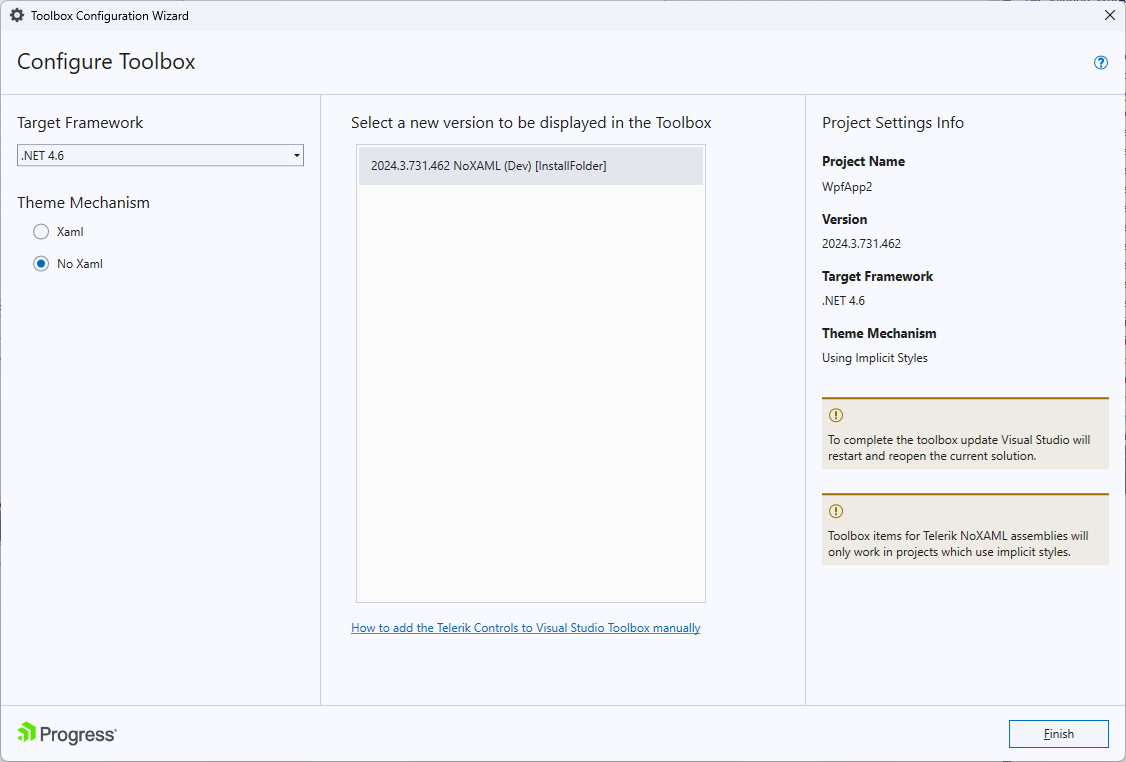 Toolbox Configuration Wizard
Configure Toolbox
Target Framework
.NET 4.6
Theme Mechanism
Xaml
No Xaml
Select a new version to be displayed in the Toolbox
2024.3.731.462 NoXAML (Dev) [InstallFolder]
How to add the Telerik Controls to Visual Studio Toolbox manually
Project Settings Info
Project Name
WpfApp2
Version
2024.3.731.462
Target Framework
.NET 4.6
Theme Mechanism
Using Implicit Styles
To complete the toolbox update Visual Studio will
restart and reopen the current solution.
Toolbox items for Telerik NoXAML assemblies will
only work in projects which use implicit styles.
Progress
Finish